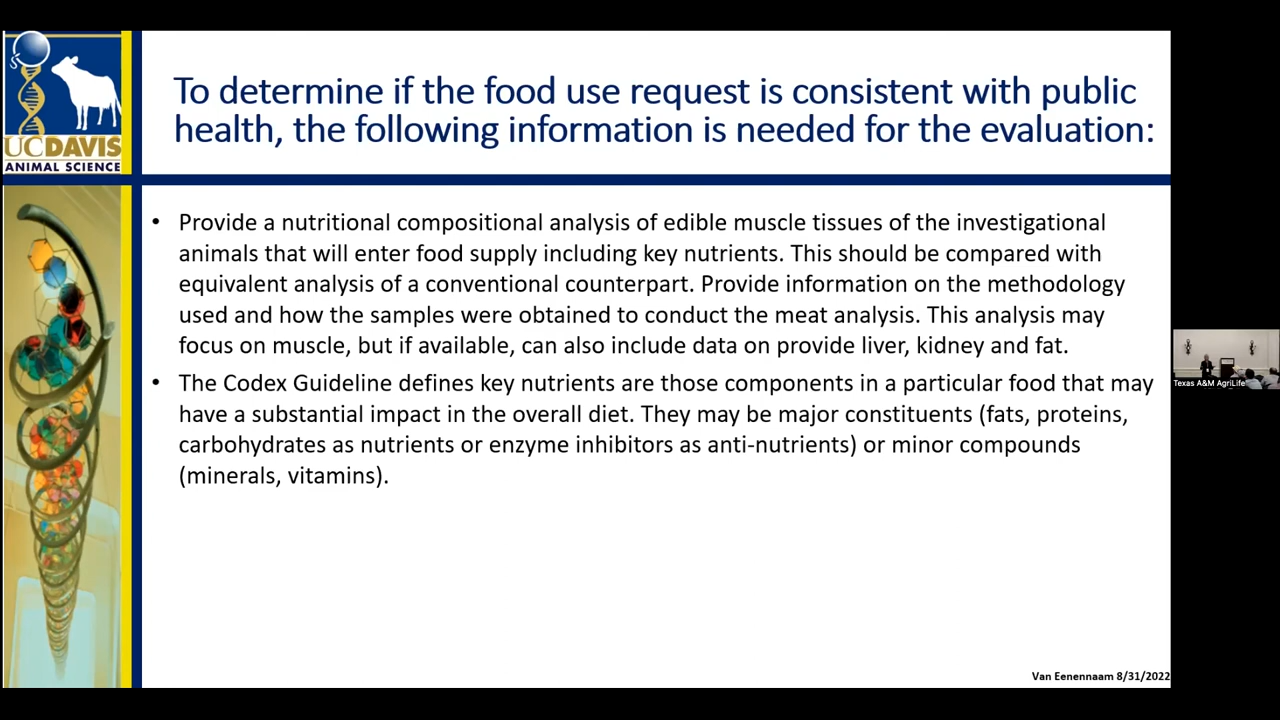 To determine if the food use request is consistent with public
health, the following information is needed for the evaluation:
UCDAVIS
ANIMAL SCIENCE
• Provide a nutritional compositional analysis of edible muscle tissues of the investigational
animals that will enter food supply including key nutrients. This should be compared with
equivalent analysis of a conventional counterpart. Provide information on the methodology
used and how the samples were obtained to conduct the meat analysis. This analysis may
focus on muscle, but if available, can also include data on provide liver, kidney and fat.
• The Codex Guideline defines key nutrients are those components in a particular food that may
have a substantial impact in the overall diet. They may be major constituents (fats, proteins,
carbohydrates as nutrients or enzyme inhibitors as anti-nutrients) or minor compounds
(minerals, vitamins).
Texas A&M AgriLife
Van Eenennaam 8/31/2022